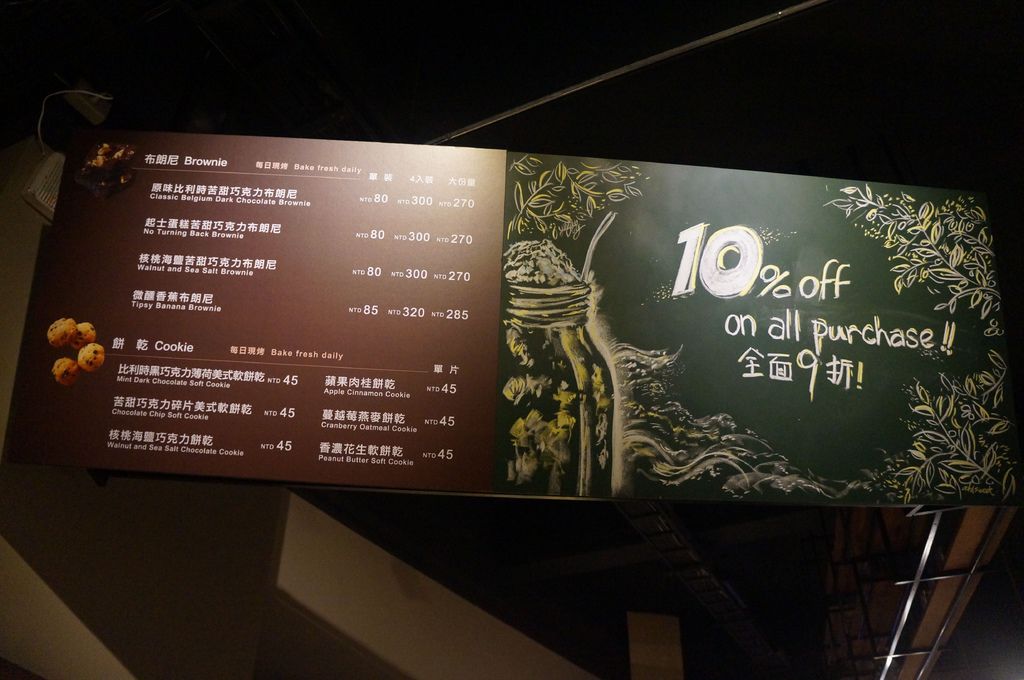 布朗尼 Brownie 每日現烤 Bake fresh daily 單 裝 4入裝 大份量
原味比利時苦甜巧克力布朗尼 NTD 80 NTD 300 NTD 270
Classic Belgium Dark Chocolate Brownie
起士蛋糕苦甜巧克力布朗尼 NTD 80 NTD 300 NTD 270
No Turning Back Brownie
核桃海鹽苦甜巧克力布朗尼 NTD 80 NTD 300 NTD 270
Walnut and Sea Salt Brownie
微醺香蕉布朗尼 NTD 85 NTD 320 NTD 285
Tipsy Banana Brownie
餅 乾 Cookie 每日現烤 Bake fresh daily 單 片
比利時黑巧克力薄荷美式軟餅乾 NTD 45
Mint Dark Chocolate Soft Cookie
苦甜巧克力碎片美式軟餅乾 NTD 45
Chocolate Chip Soft Cookie
核桃海鹽巧克力餅乾 NTD 45
Walnut and Sea Salt Chocolate Cookie
蘋果肉桂餅乾 NTD 45
Apple Cinnamon Cookie
蔓越莓燕麥餅乾 NTD 45
Cranberry Oatmeal Cookie
香濃花生軟餅乾 NTD 45
Peanut Butter Soft Cookie
10% off
on all purchase!!
全面9折!